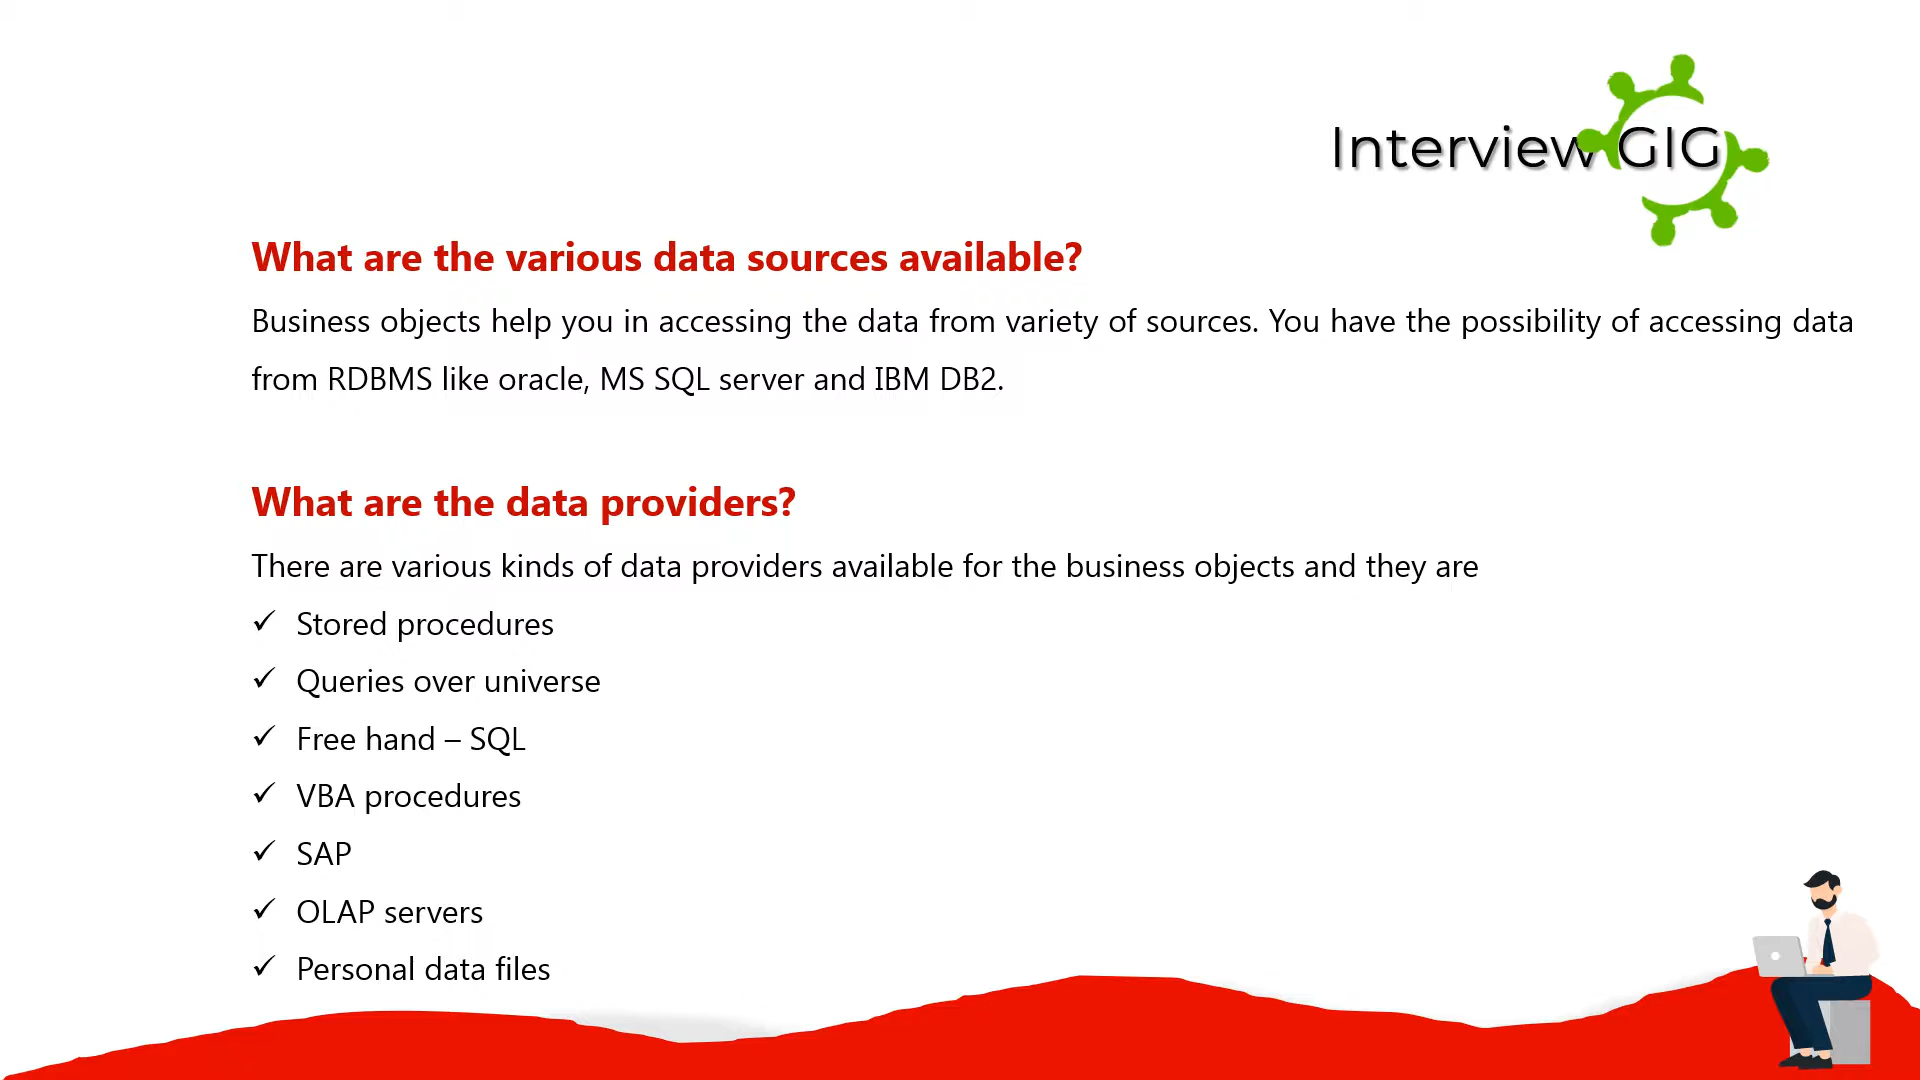 Interview GIG
What are the various data sources available?
Business objects help you in accessing the data from variety of sources. You have the possibility of accessing data
from RDBMS like oracle, MS SQL server and IBM DB2.
What are the data providers?
There are various kinds of data providers available for the business objects and they are
✓ Stored procedures
✓ Queries over universe
✓ Free hand – SQL
✓ VBA procedures
✓ SAP
✓ OLAP servers
✓ Personal data files